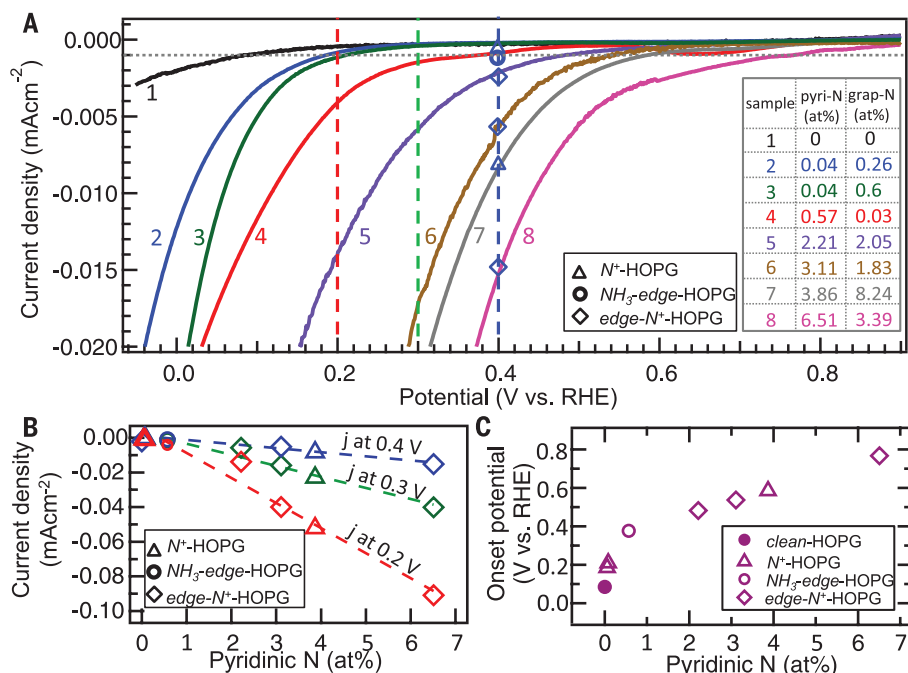 A
Current density (mAcm⁻²)
0.000
-0.005
-0.010
-0.015
-0.020
1
2
3
4
5
6
7
8
N⁺-HOPG
NH₃-edge-HOPG
edge-N⁺-HOPG
sample pyri-N (at%) grap-N (at%)
1 0 0
2 0.04 0.26
3 0.04 0.6
4 0.57 0.03
5 2.21 2.05
6 3.11 1.83
7 3.86 8.24
8 6.51 3.39
0.0 0.2 0.4 0.6 0.8
Potential (V vs. RHE)
B
Current density
(mAcm⁻²)
0.00
-0.02
-0.04
-0.06
-0.08
-0.10
j at 0.4 V
j at 0.3 V
j at 0.2 V
N⁺-HOPG
NH₃-edge-HOPG
edge-N⁺-HOPG
0 1 2 3 4 5 6 7
Pyridinic N (at%)
C
Onset potential
(V vs. RHE)
0.8
0.6
0.4
0.2
0.0
clean-HOPG
N⁺-HOPG
NH₃-edge-HOPG
edge-N⁺-HOPG
0 1 2 3 4 5 6 7
Pyridinic N (at%)